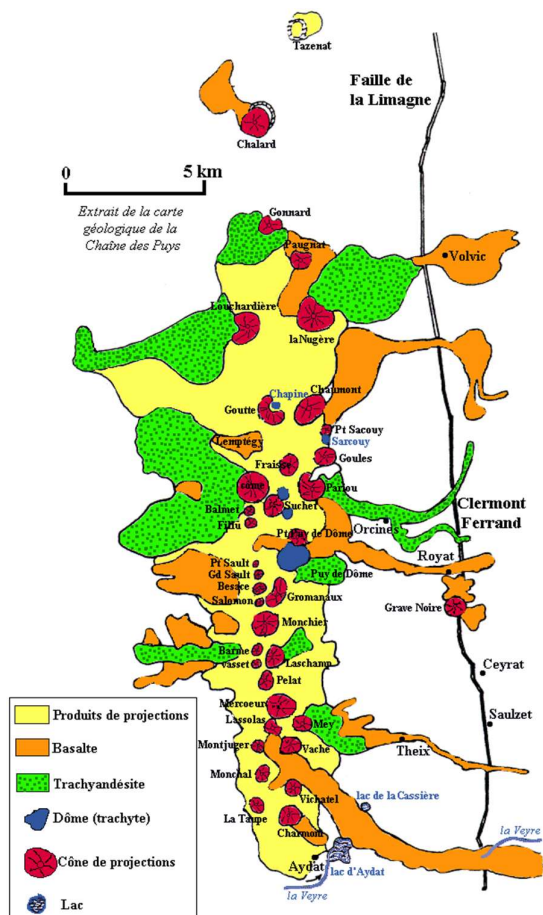 Tazenat
Faille de
la Limagne
Chalard
0 5 km
Extrait de la carte
géologique de la
Chaîne des Puys
Gonnard
Paugnat
Volvic
Louchardière
la Nugère
Chapine
Chaumont
Goutte
Pt Sacouy
Sarcouy
Lemptégy
Goules
Fraisse
come
Pariou
Clermont
Ferrand
Suchet
Balmet
Orcines
Fillu
Pt Puy de Dôme
Royat
Pt Sault
Puy de Dôme
Gd Sault
Besace
Gromanaux
Salomon
Grave Noire
Monchier
Barme
Vasset
Laschamp
Ceyrat
Pelat
Mercoeur
Lassolas
Mey
Saulzet
Montjuger
Vache
Theix
Monchal
Vichatel
lac de la Cassière
La Taupe
Charmont
la Veyre
Aydat
lac d'Aydat
la Veyre
Produits de projections
Basalte
Trachyandésite
Dôme (trachyte)
Cône de projections
Lac